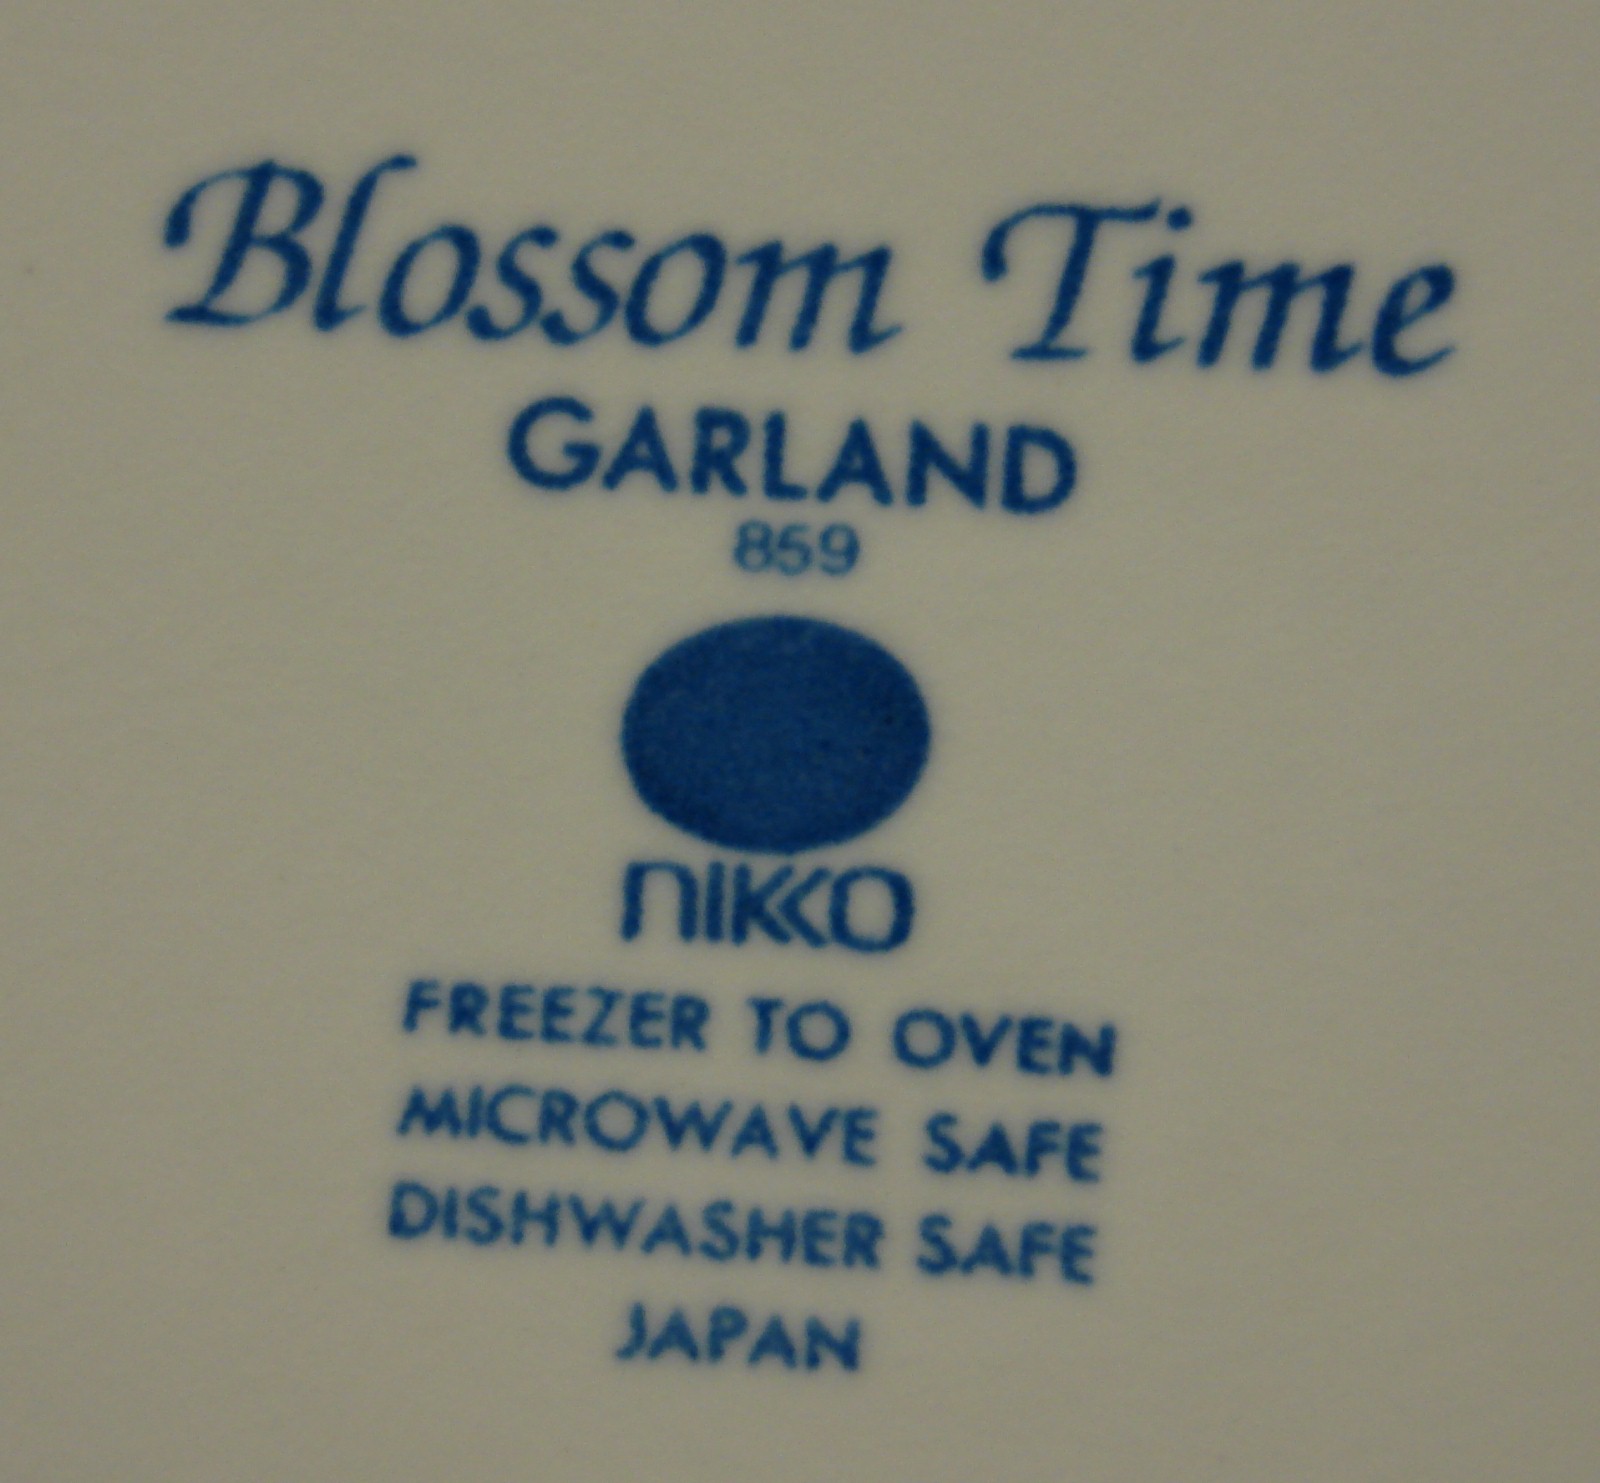 Blossom Time
GARLAND
859
NIKKO
FREEZER TO OVEN
MICROWAVE SAFE
DISHWASHER SAFE
JAPAN